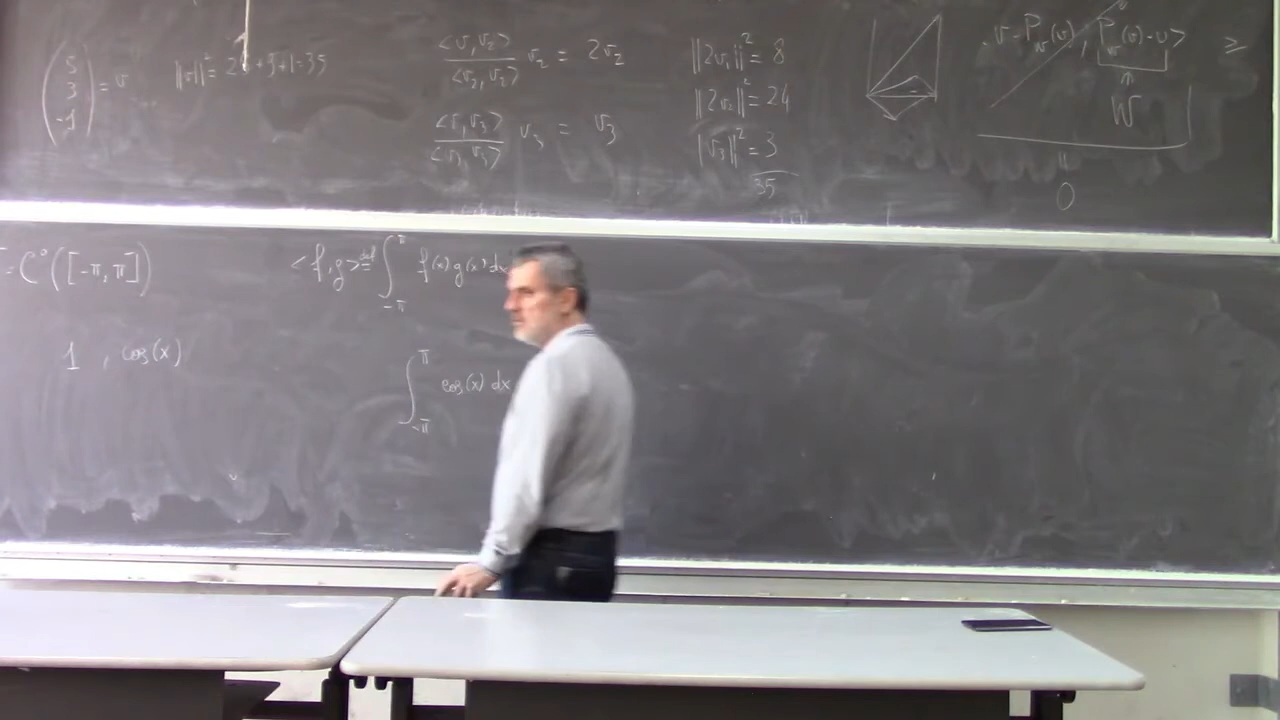 (5 3 -1) = v
||v||² = 25+9+1=35
<v,v₂> / <v₂,v₂> v₂ = 2v₂
<v,v₃> / <v₃,v₃> v₃ = v₃
||2v₁||² = 8
||2v₂||² = 24
||v₃||² = 3
35
v - P_W(v), P_W(v) - u> ≥
W
0
= C⁰([-π, π])
<f,g> def= ∫_{-π}^{π} f(x) g(x) dx
1 , cos(x)
∫_{-π}^{π} cos(x) dx